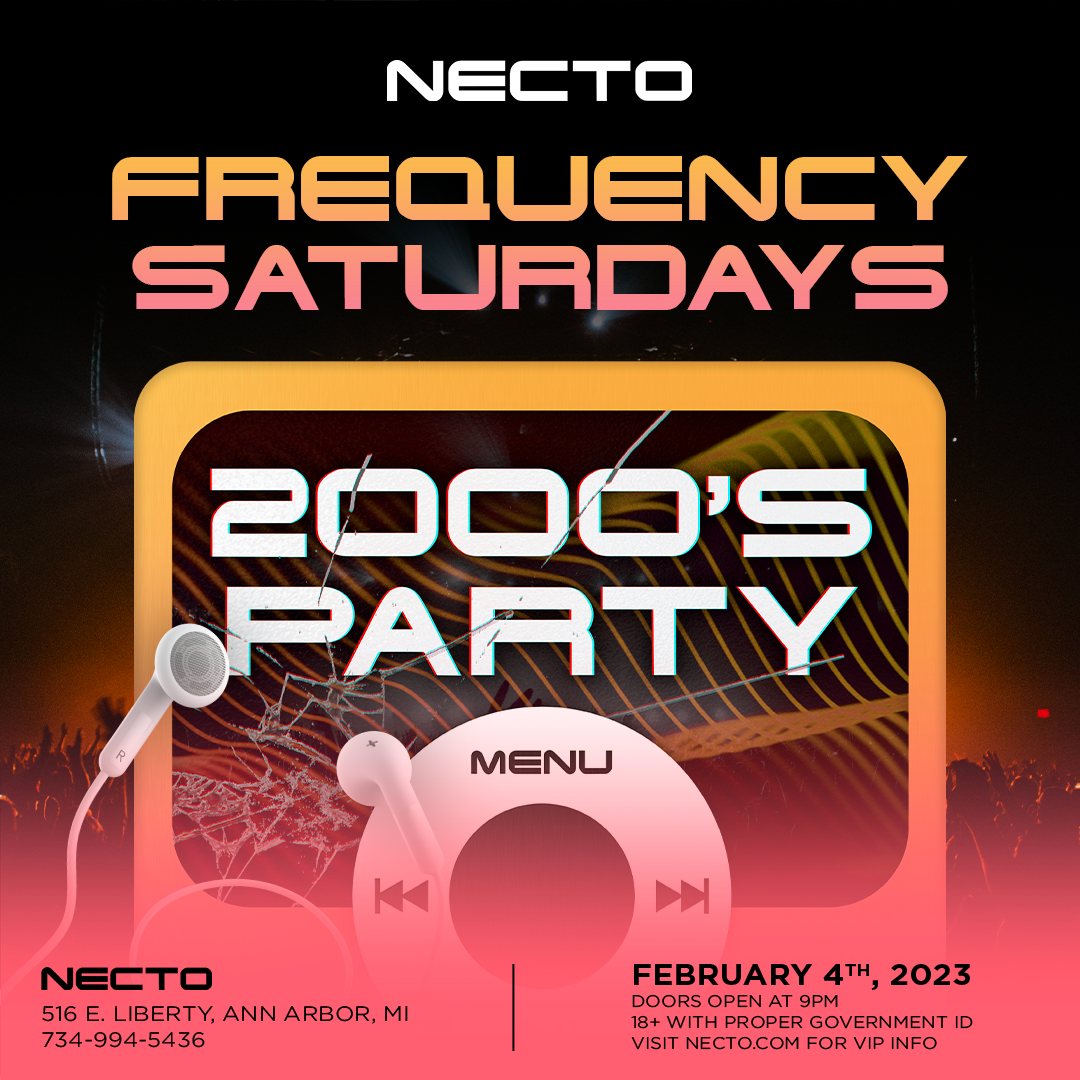 NECTO
FREQUENCY
SATURDAYS
2000'S
PARTY
R
MENU
NECTO
516 E. LIBERTY, ANN ARBOR, MI
734-994-5436
FEBRUARY 4TH, 2023
DOORS OPEN AT 9PM
18+ WITH PROPER GOVERNMENT ID
VISIT NECTO.COM FOR VIP INFO